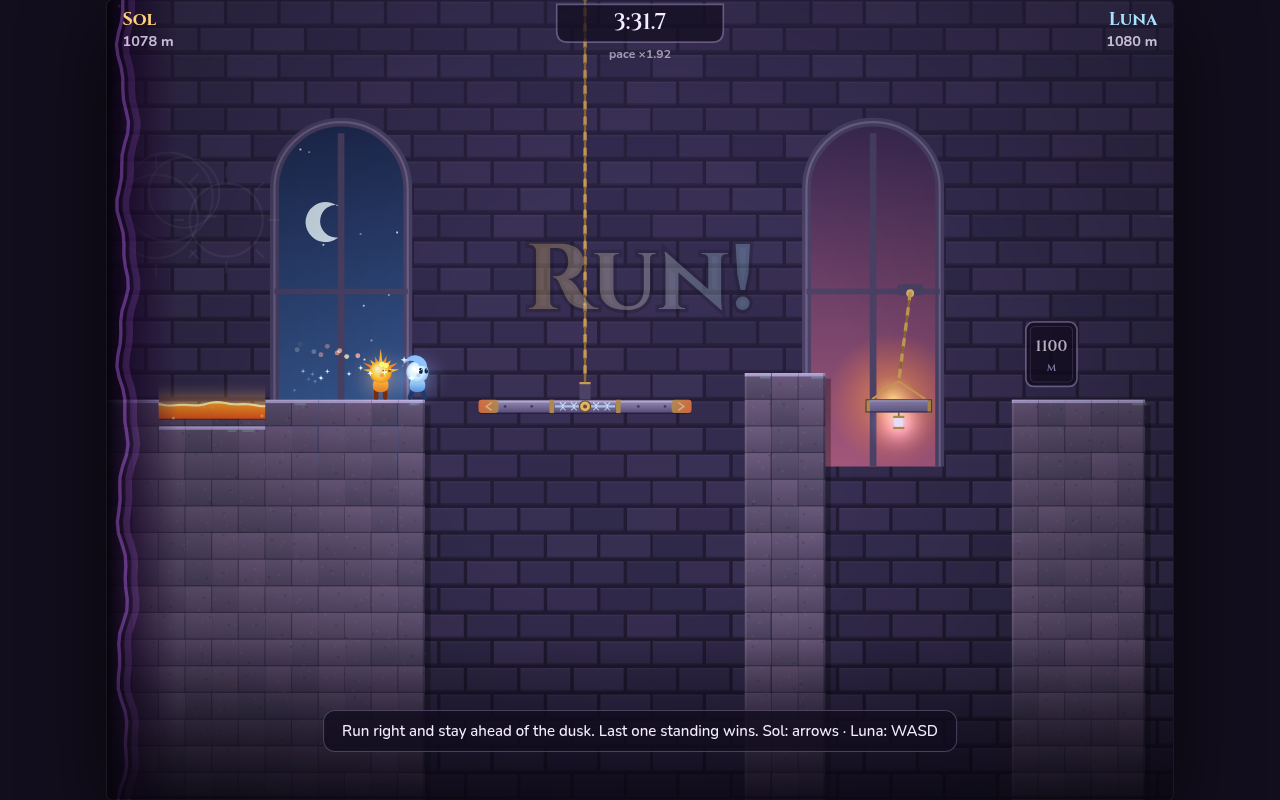 Sol
1078 m
3:31.7
pace ×1.92
Luna
1080 m
Run!
1100
M
Run right and stay ahead of the dusk. Last one standing wins. Sol: arrows · Luna: WASD